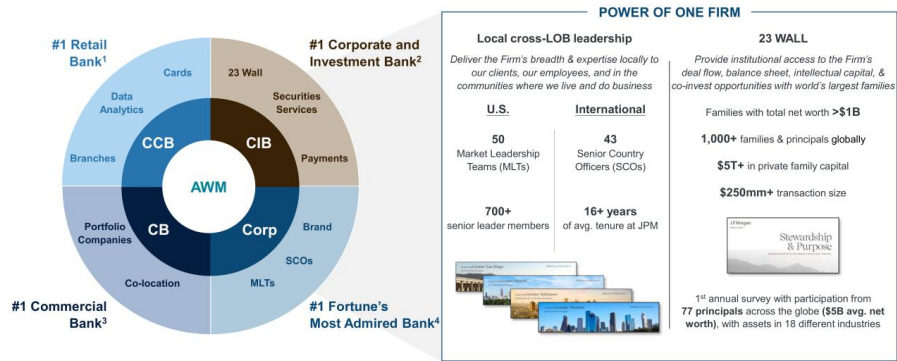 #1 Retail
Bank1
#1 Corporate and
Investment Bank2
Cards
Data
Analytics
Branches
23 Wall
Securities
Services
Payments
CCB
CIB
AWM
CB
Corp
Portfolio
Companies
Co-location
Brand
SCOs
MLTs
#1 Commercial
Bank3
#1 Fortune's
Most Admired Bank4
POWER OF ONE FIRM
Local cross-LOB leadership
Deliver the Firm's breadth & expertise locally to
our clients, our employees, and in the
communities where we live and do business
U.S.
International
50
Market Leadership
Teams (MLTs)
43
Senior Country
Officers (SCOs)
700+
senior leader members
16+ years
of avg. tenure at JPM
23 WALL
Provide institutional access to the Firm's
deal flow, balance sheet, intellectual capital, &
co-invest opportunities with world's largest families
Families with total net worth >$1B
1,000+ families & principals globally
$5T+ in private family capital
$250mm+ transaction size
J.P.Morgan
Stewardship
& Purpose
1st annual survey with participation from
77 principals across the globe ($5B avg. net
worth), with assets in 18 different industries